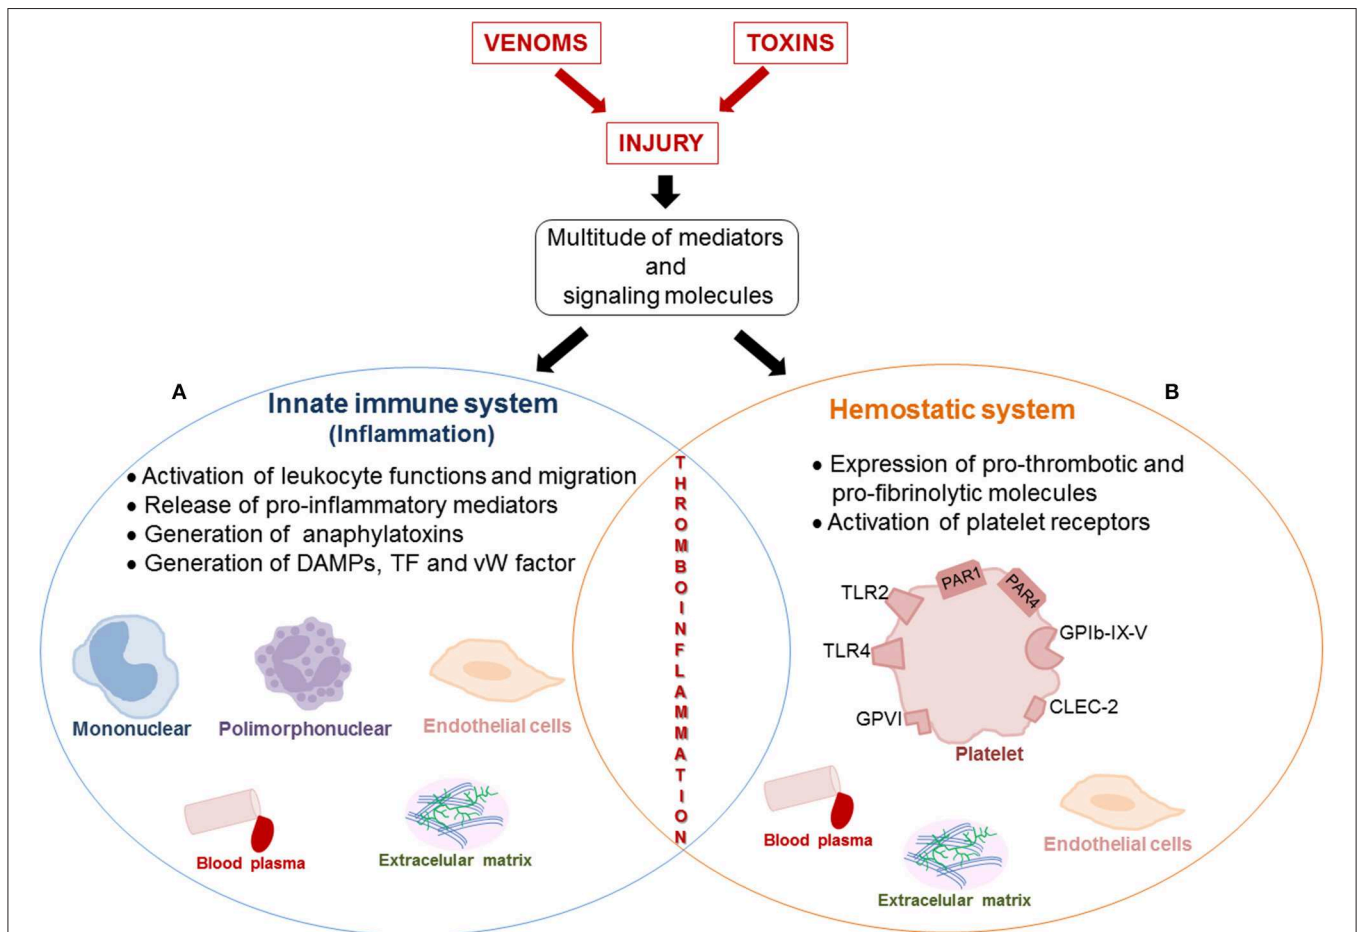 VENOMS
TOXINS
INJURY
Multitude of mediators
and
signaling molecules
A
Innate immune system
(Inflammation)
• Activation of leukocyte functions and migration
• Release of pro-inflammatory mediators
• Generation of anaphylatoxins
• Generation of DAMPs, TF and vW factor
Mononuclear
Polimorphonuclear
Endothelial cells
Blood plasma
Extracelular matrix
THROMBOINFLAMMATION
B
Hemostatic system
• Expression of pro-thrombotic and
pro-fibrinolytic molecules
• Activation of platelet receptors
TLR2
PAR1
PAR4
TLR4
GPIb-IX-V
GPVI
CLEC-2
Platelet
Blood plasma
Extracelular matrix
Endothelial cells